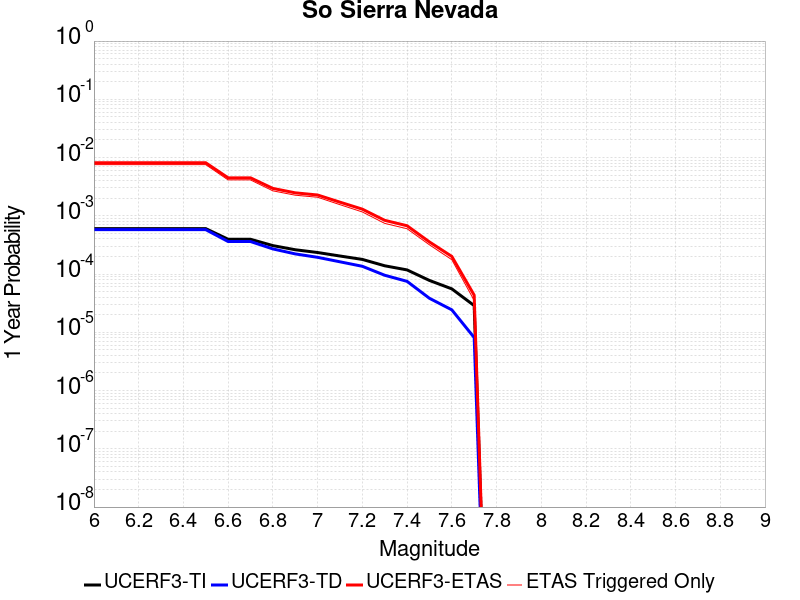 So Sierra Nevada
10^0
10^-1
10^-2
10^-3
10^-4
10^-5
10^-6
10^-7
10^-8
1 Year Probability
6 6.2 6.4 6.6 6.8 7 7.2 7.4 7.6 7.8 8 8.2 8.4 8.6 8.8 9
Magnitude
UCERF3-TI UCERF3-TD UCERF3-ETAS ETAS Triggered Only